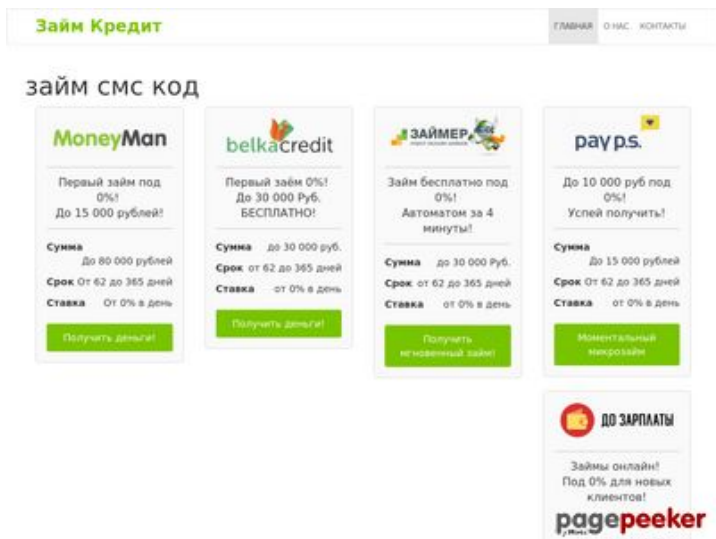 Займ Кредит
ГЛАВНАЯ О НАС. КОНТАКТЫ
займ смс код
MoneyMan
Первый займ под
0%!
До 15 000 рублей!
Сумма
До 80 000 рублей
Срок От 62 до 365 дней
Ставка От 0% в день
Получить деньги!
belkacredit
Первый заём 0%!
До 30 000 Руб.
БЕСПЛАТНО!
Сумма до 30 000 руб.
Срок от 62 до 365 дней
Ставка от 0% в день
Получить деньги!
ЗАЙМЕР
Займ бесплатно под
0%!
Автоматом за 4
минуты!
Сумма до 30 000 Руб.
Срок от 62 до 365 дней
Ставка от 0% в день
Получить
мгновенный займ!
pay p.s.
До 10 000 руб под
0%!
Успей получить!
Сумма
До 15 000 рублей
Срок От 62 до 365 дней
Ставка от 0% в день
Моментальный
микрозайм
ДО ЗАРПЛАТЫ
Займы онлайн!
Под 0% для новых
клиентов!
pagepeeker